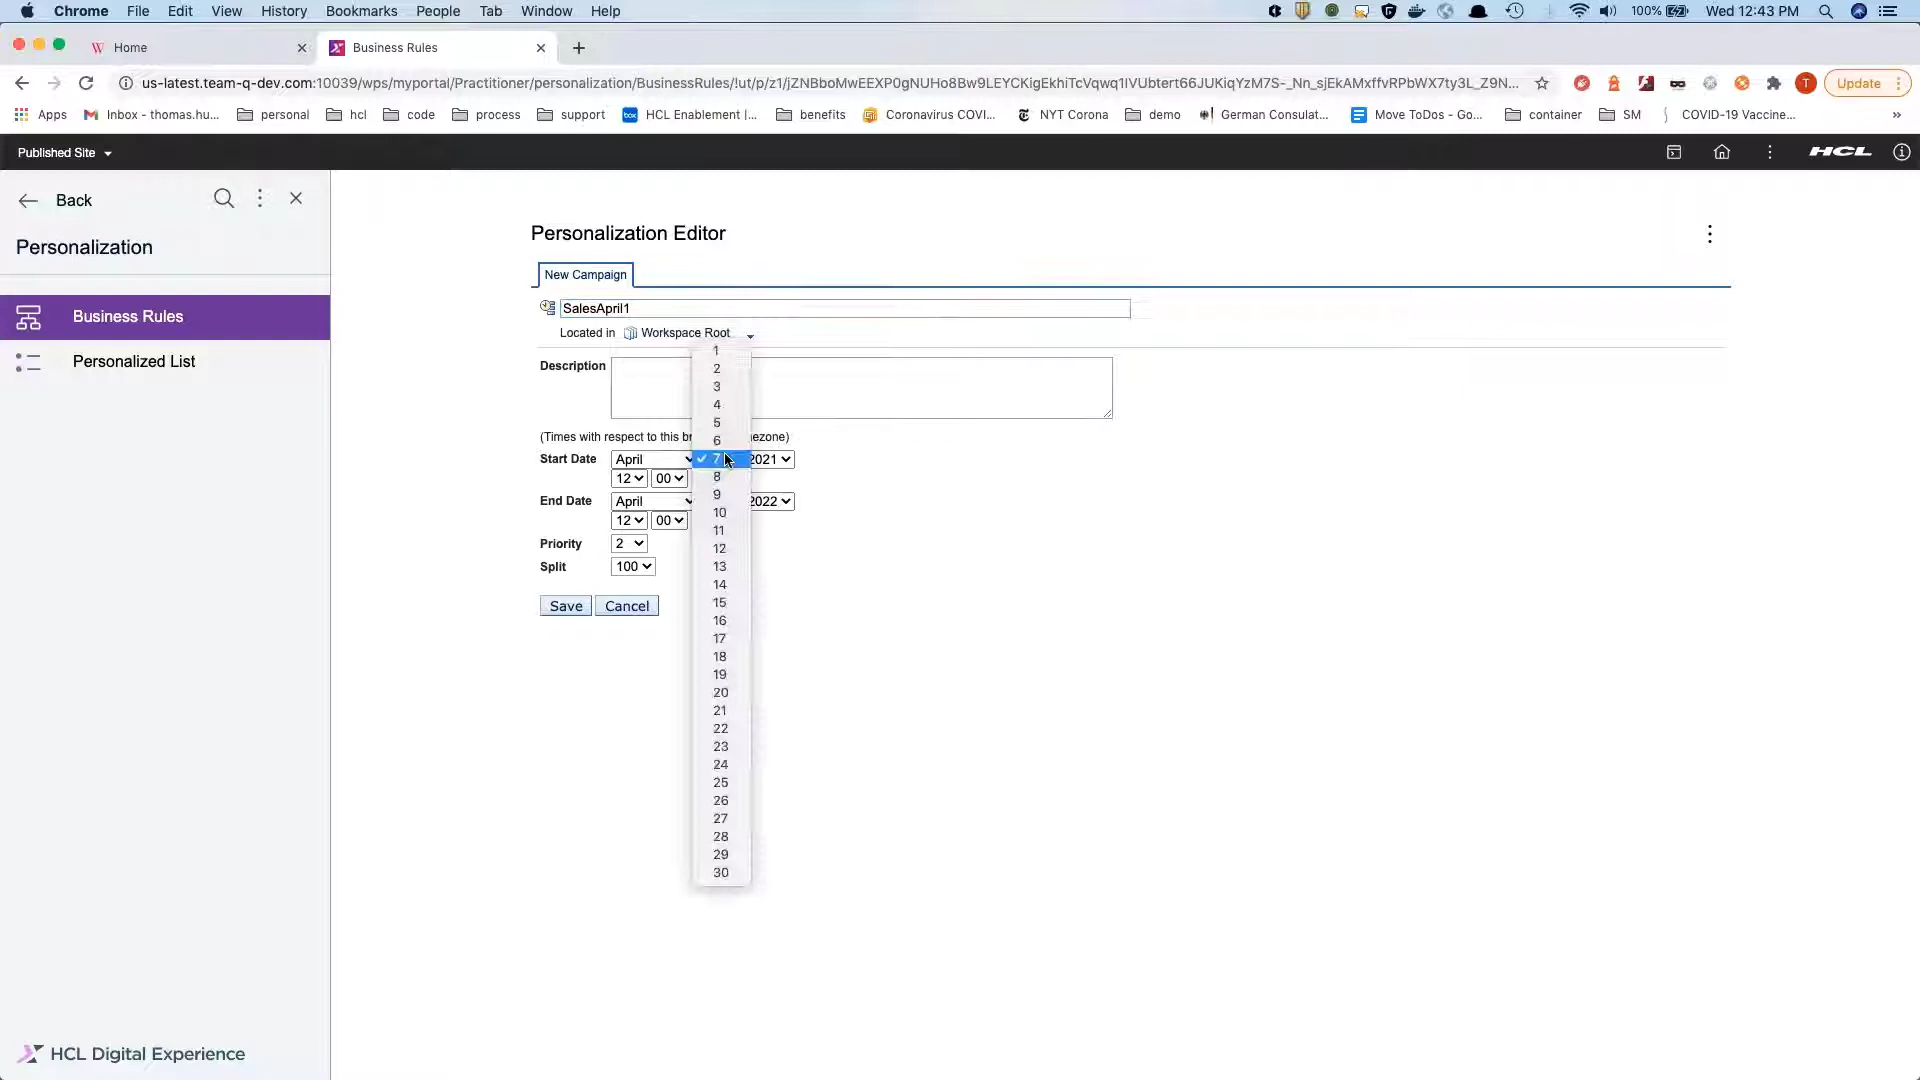 Chrome File Edit View History Bookmarks People Tab Window Help 100% Wed 12:43 PM
Home Business Rules
us-latest.team-q-dev.com:10039/wps/myportal/Practitioner/personalization/BusinessRules/!ut/p/z1/jZNBboMwEEXP0gNUHo8Bw9LEYCKigEkhiTcVqwq1IVUbtert66JUKiqYzM7S-_Nn_sjEkAMxffvRPbWX7ty3L_Z9N... Update
Apps Inbox - thomas.hu... personal hcl code process support HCL Enablement |... benefits Coronavirus COVI... NYT Corona demo German Consulat... Move ToDos - Go... container SM COVID-19 Vaccine... »
Published Site HCL
Back
Personalization
Business Rules
Personalized List
Personalization Editor
New Campaign
SalesApril1
Located in Workspace Root
Description
(Times with respect to this br ezone)
Start Date April 2021
12 00
End Date April 2022
12 00
Priority 2
Split 100
Save Cancel
1
2
3
4
5
6
7
8
9
10
11
12
13
14
15
16
17
18
19
20
21
22
23
24
25
26
27
28
29
30
HCL Digital Experience